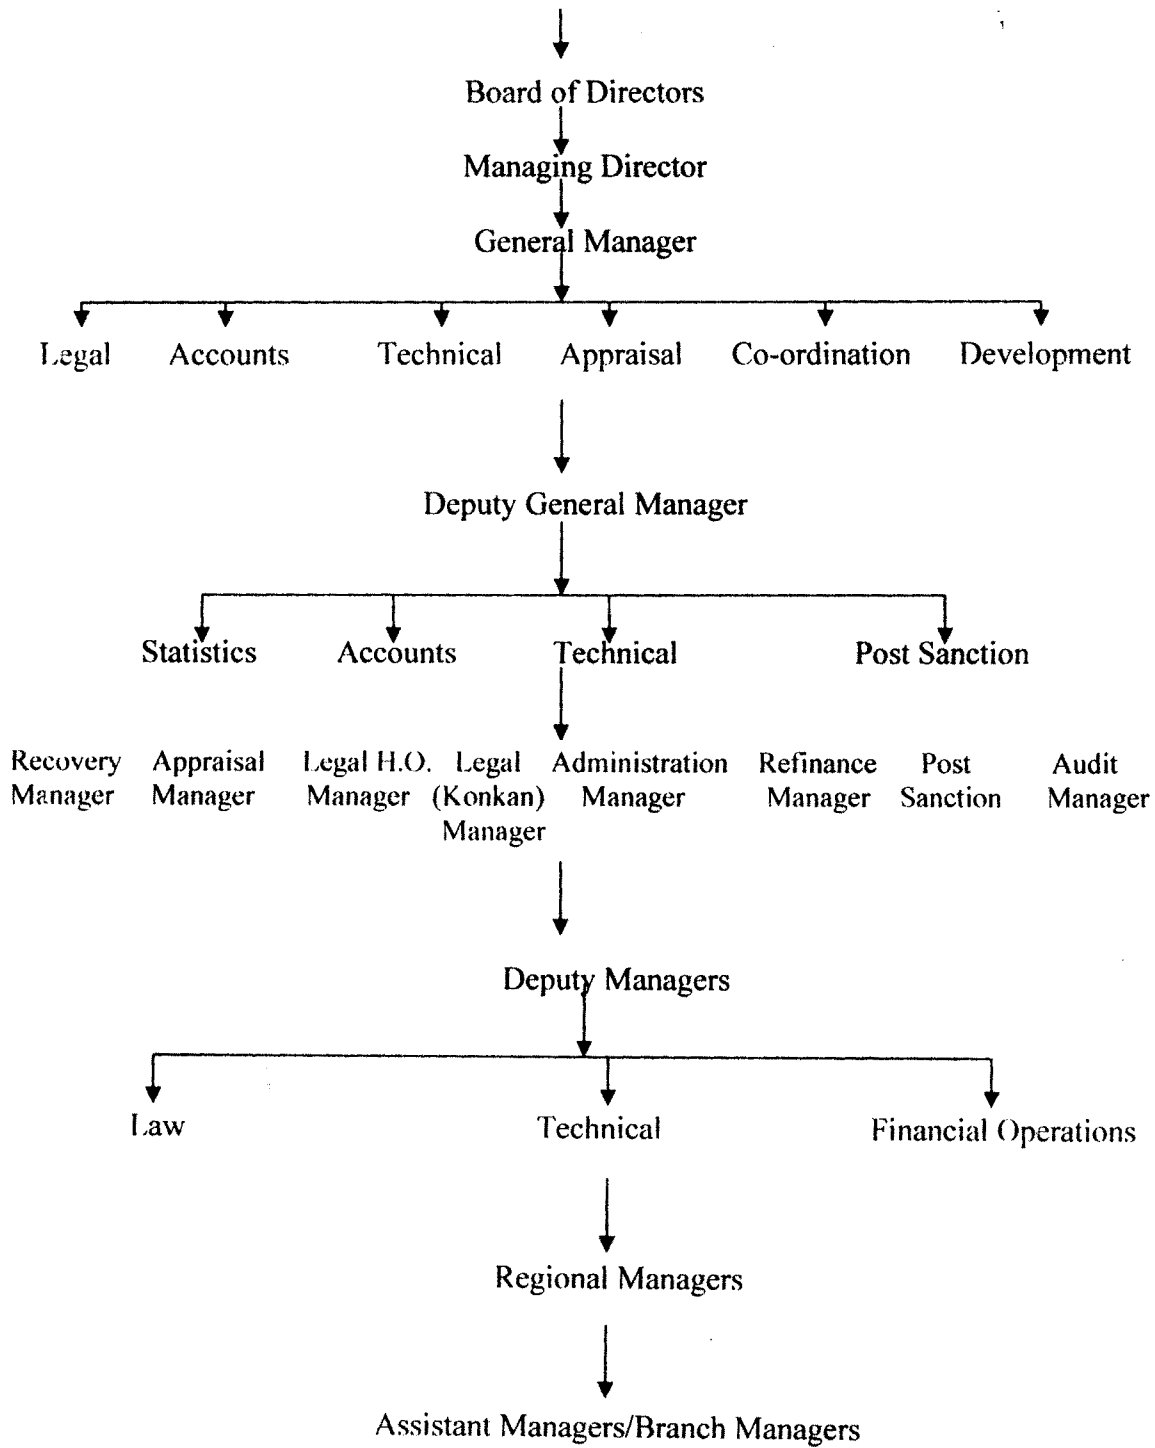 Board of Directors
Managing Director
General Manager
Legal Accounts Technical Appraisal Co-ordination Development
Deputy General Manager
Statistics Accounts Technical Post Sanction
Recovery Appraisal Legal H.O. Legal Administration Refinance Post Audit
Manager Manager Manager (Konkan) Manager Manager Sanction Manager
Manager
Deputy Managers
Law Technical Financial Operations
Regional Managers
Assistant Managers/Branch Managers